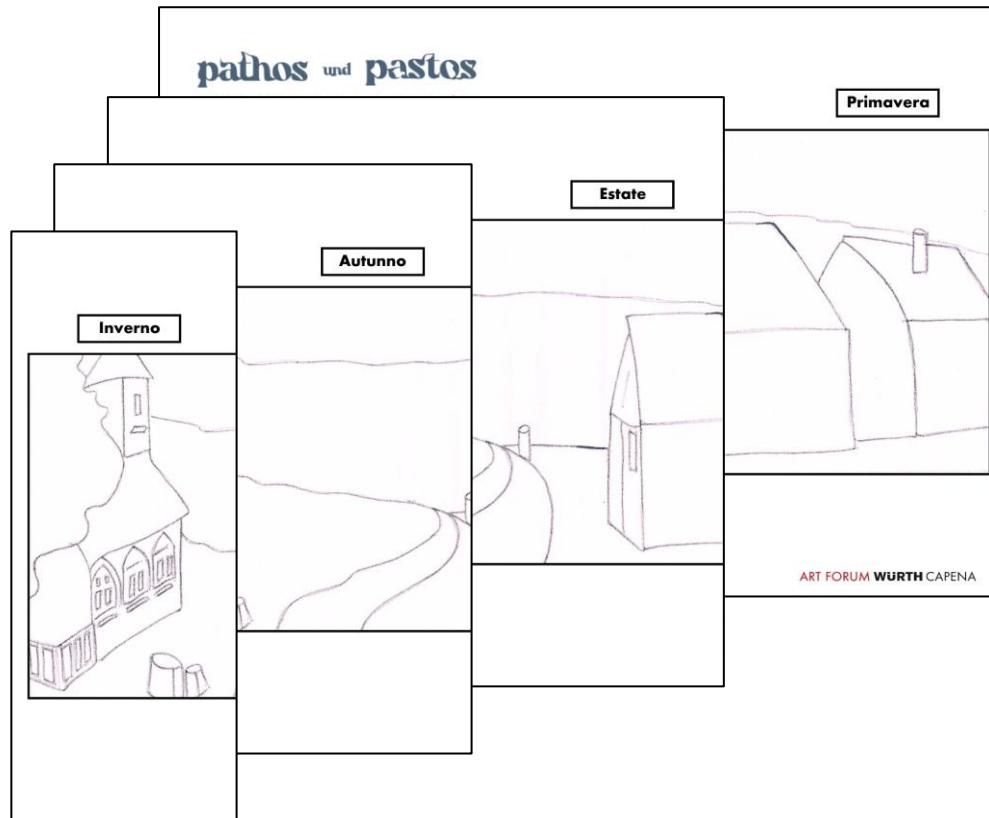 pathos und pastos
Primavera
Estate
Autunno
Inverno
ART FORUM WÜRTH CAPENA